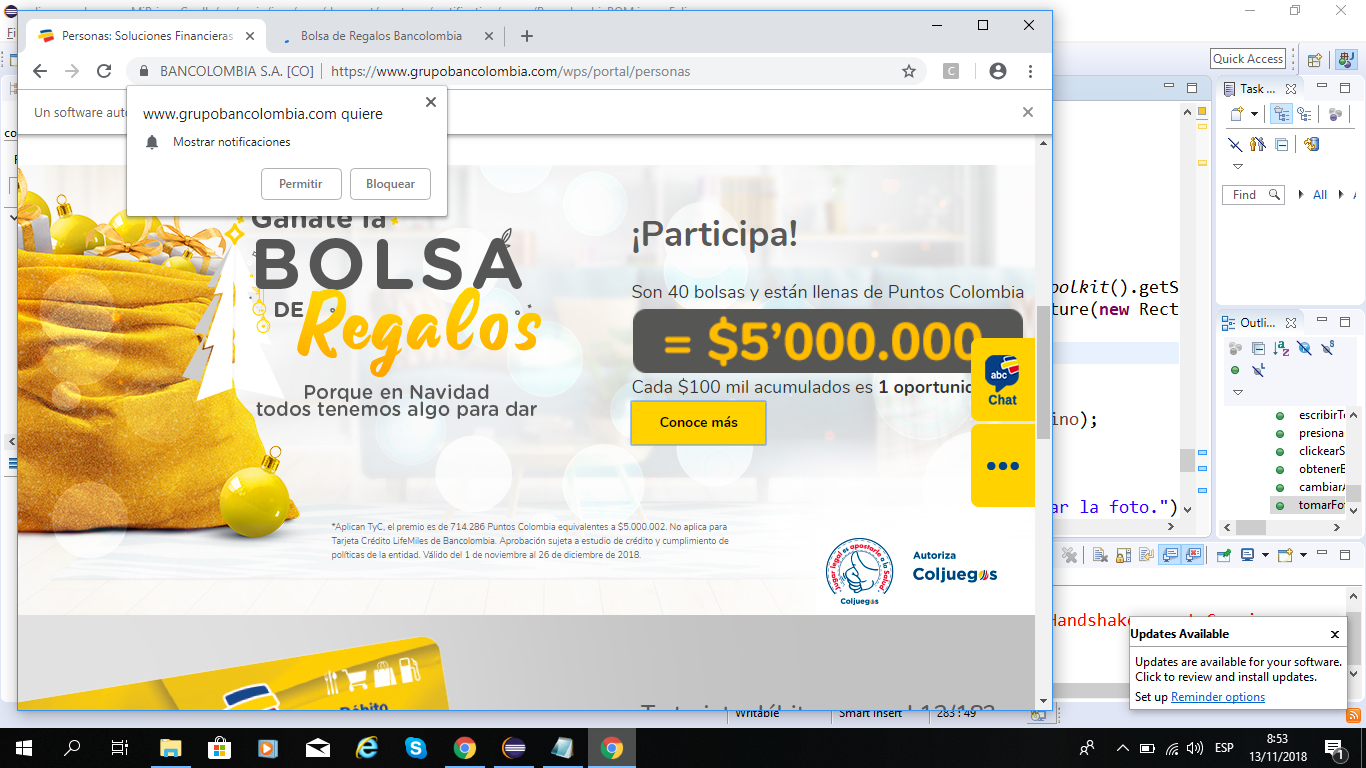 Personas: Soluciones Financieras
Bolsa de Regalos Bancolombia
BANCOLOMBIA S.A. [CO]
https://www.grupobancolombia.com/wps/portal/personas
Un software
www.grupobancolombia.com quiere
Mostrar notificaciones
Permitir
Bloquear
Gánate la
BOLSA
DE Regalos
Porque en Navidad
todos tenemos algo para dar
¡Participa!
Son 40 bolsas y están llenas de Puntos Colombia
= $5'000.000
Cada $100 mil acumulados es 1
Conoce más
abc
Chat
*Aplican TyC, el premio es de 714.286 Puntos Colombia equivalentes a $5.000.002. No aplica para
Tarjeta Crédito LifeMiles de Bancolombia. Aprobación sujeta a estudio de crédito y cumplimiento de
políticas de la entidad. Válido del 1 de noviembre al 26 de diciembre de 2018.
Jugar legal es apostarle a la Salud
Coljuegos
Autoriza
Coljuegos
Débito
Quick Access
Task ...
Find
All
olkit().getS
ture(new Rect
ino);
ar la foto.")
Outli...
escribirTe
presiona
clickearS
obtenerE
cambiarA
tomarFo
Handshake
Updates Available
Updates are available for your software.
Click to review and install updates.
Set up Reminder options
Writable
Smart Insert
283 : 49
ESP
8:53
13/11/2018
1